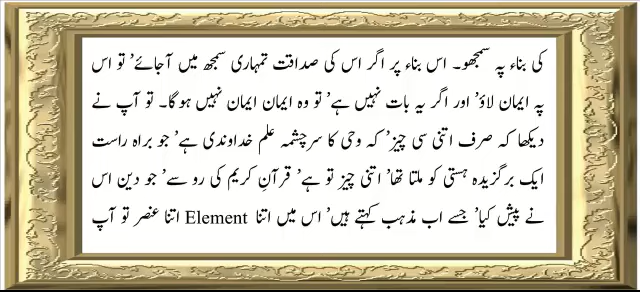 کی بناء پہ سمجھو۔ اس بناء پر اگر اس کی صداقت تمہاری سمجھ میں آجائے’ تو اس
پہ ایمان لاؤ’ اور اگر یہ بات نہیں ہے’ تو وہ ایمان ایمان نہیں ہوگا۔ تو آپ نے
دیکھا کہ صرف اتنی سی چیز’ کہ وحی کا سرچشمہ علم خداوندی ہے’ جو براہ راست
ایک برگزیدہ ہستی کو ملتا تھا’ اتنی چیز تو ہے’ قرآنِ کریم کی رو سے’ جو دین اس
نے پیش کیا’ جسے اب مذہب کہتے ہیں’ اس میں اتنا Element اتنا عنصر تو آپ